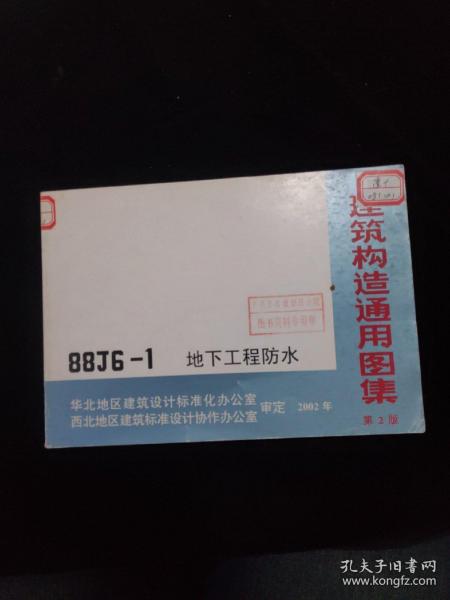 建筑构造通用图集
第2版
88J6-1 地下工程防水
华北地区建筑设计标准化办公室
西北地区建筑标准设计协作办公室
审定 2002年
孔夫子旧书网
www.kongfz.com